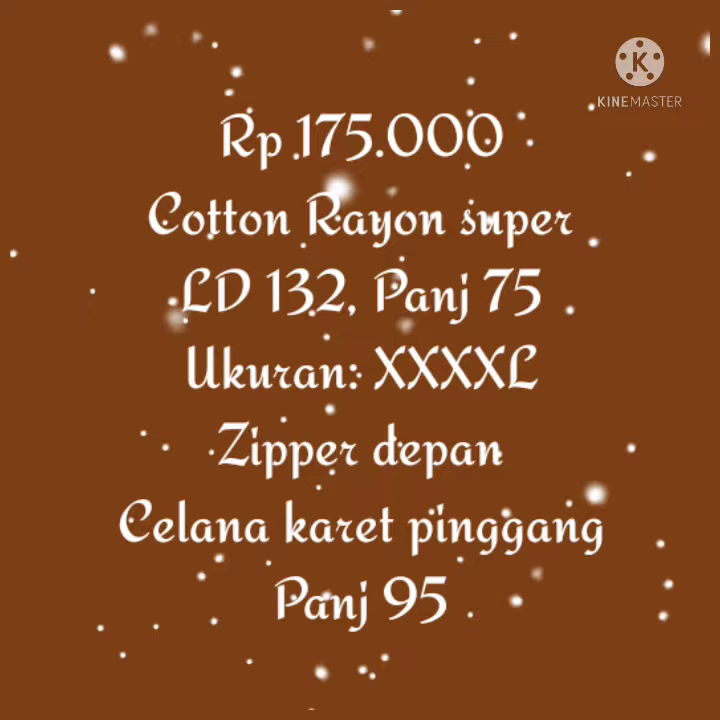 KINEMASTER
Rp 175.000
Cotton Rayon super
LD 132, Panj 75
Ukuran: XXXXL
Zipper depan
Celana karet pinggang
Panj 95